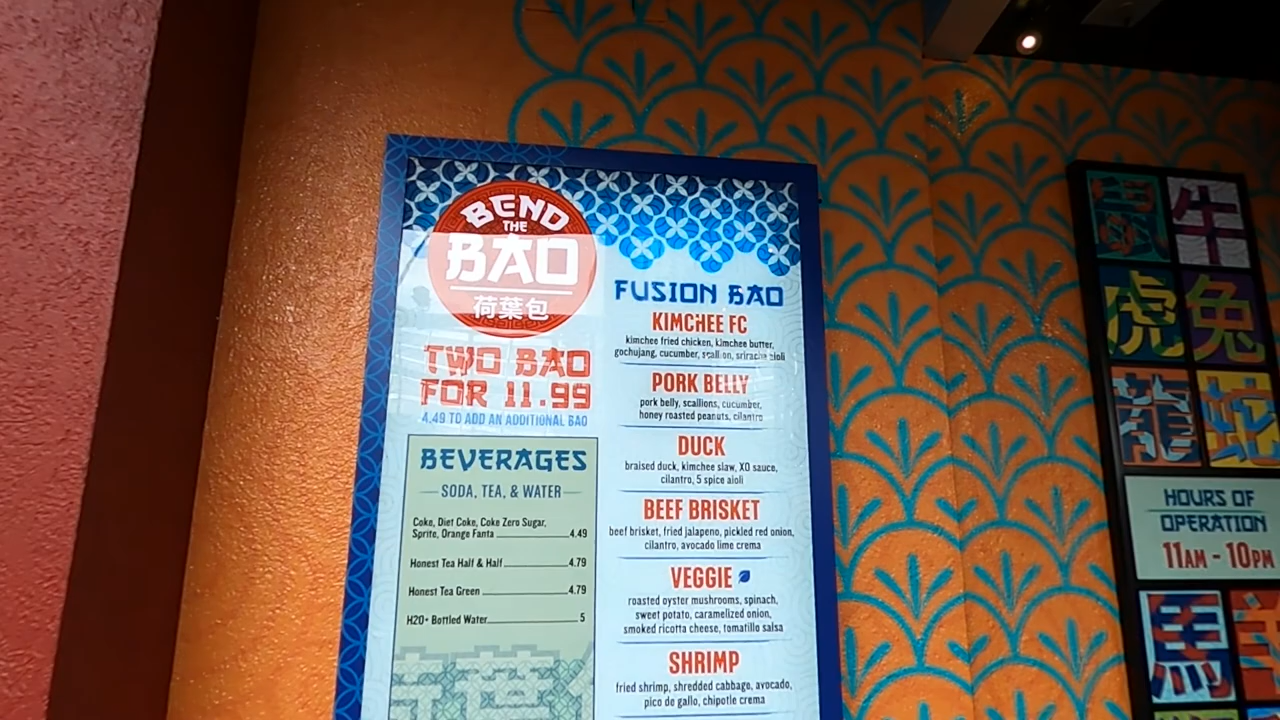 BEND
THE
BAO
荷葉包
TWO BAO
FOR 11.99
4.49 TO ADD AN ADDITIONAL BAO
BEVERAGES
SODA, TEA, & WATER
Coke, Diet Coke, Coke Zero Sugar,
Sprite, Orange Fanta 4.49
Honest Tea Half & Half 4.79
Honest Tea Green 4.79
H2O+ Bottled Water 5
FUSION BAO
KIMCHEE FC
kimchee fried chicken, kimchee butter,
gochujang, cucumber, scallion, sriracha aioli
PORK BELLY
pork belly, scallions, cucumber,
honey roasted peanuts, cilantro
DUCK
braised duck, kimchee slaw, XO sauce,
cilantro, 5 spice aioli
BEEF BRISKET
beef brisket, fried jalapeno, pickled red onion,
cilantro, avocado lime crema
VEGGIE
roasted oyster mushrooms, spinach,
sweet potato, caramelized onion,
smoked ricotta cheese, tomatillo salsa
SHRIMP
fried shrimp, shredded cabbage, avocado,
pico de gallo, chipotle crema
牛
虎 兔
龍 蛇
HOURS OF
OPERATION
11AM - 10PM
馬